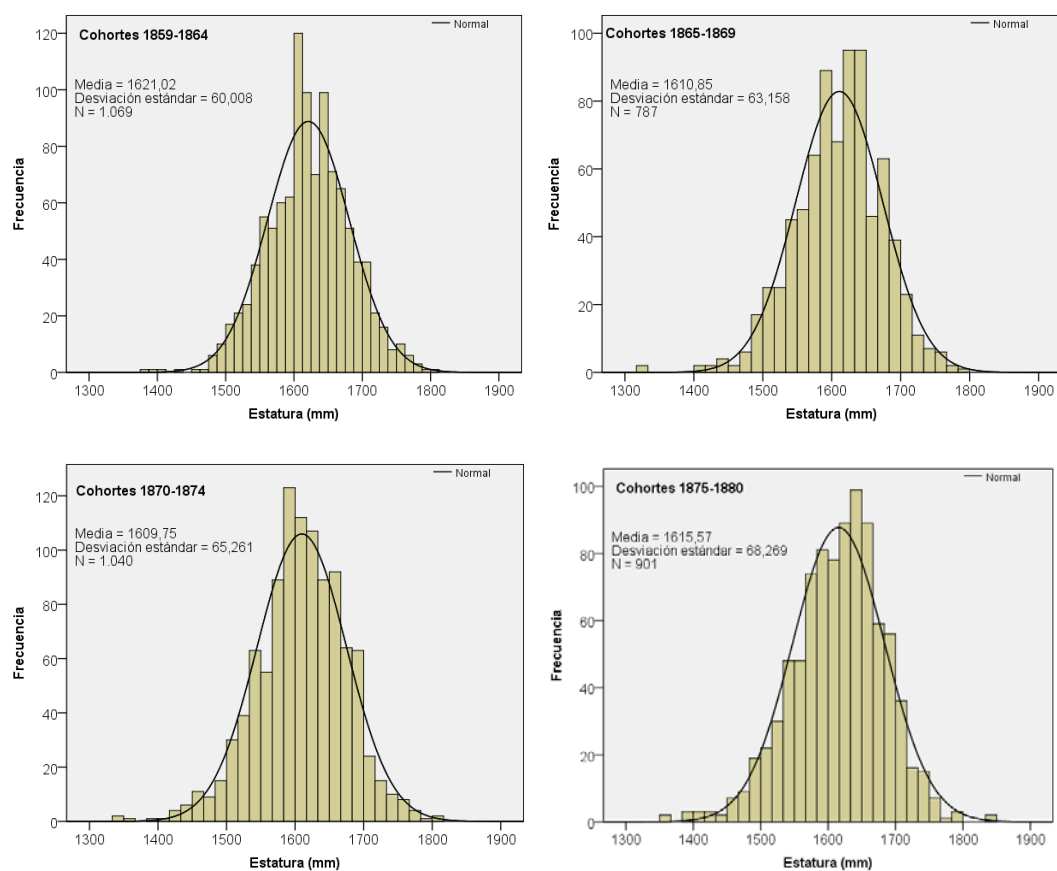 Normal
Cohortes 1859-1864
Media = 1621,02
Desviación estándar = 60,008
N = 1.069
Frecuencia
120
100
80
60
40
20
0
1300 1400 1500 1600 1700 1800 1900
Estatura (mm)
Normal
Cohortes 1865-1869
Media = 1610,85
Desviación estándar = 63,158
N = 787
Frecuencia
100
80
60
40
20
0
1300 1400 1500 1600 1700 1800 1900
Estatura (mm)
Normal
Cohortes 1870-1874
Media = 1609,75
Desviación estándar = 65,261
N = 1.040
Frecuencia
120
100
80
60
40
20
0
1300 1400 1500 1600 1700 1800 1900
Estatura (mm)
Normal
Cohortes 1875-1880
Media = 1615,57
Desviación estándar = 68,269
N = 901
Frecuencia
100
80
60
40
20
0
1300 1400 1500 1600 1700 1800 1900
Estatura (mm)